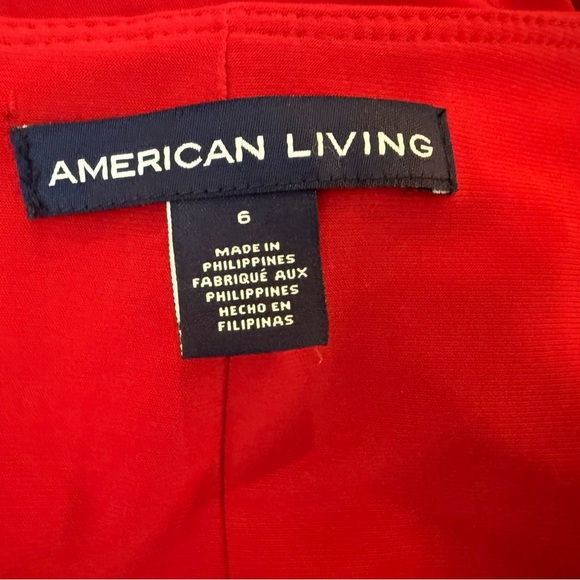 AMERICAN LIVING
6
MADE IN
PHILIPPINES
FABRIQUÉ AUX
PHILIPPINES
HECHO EN
FILIPINAS